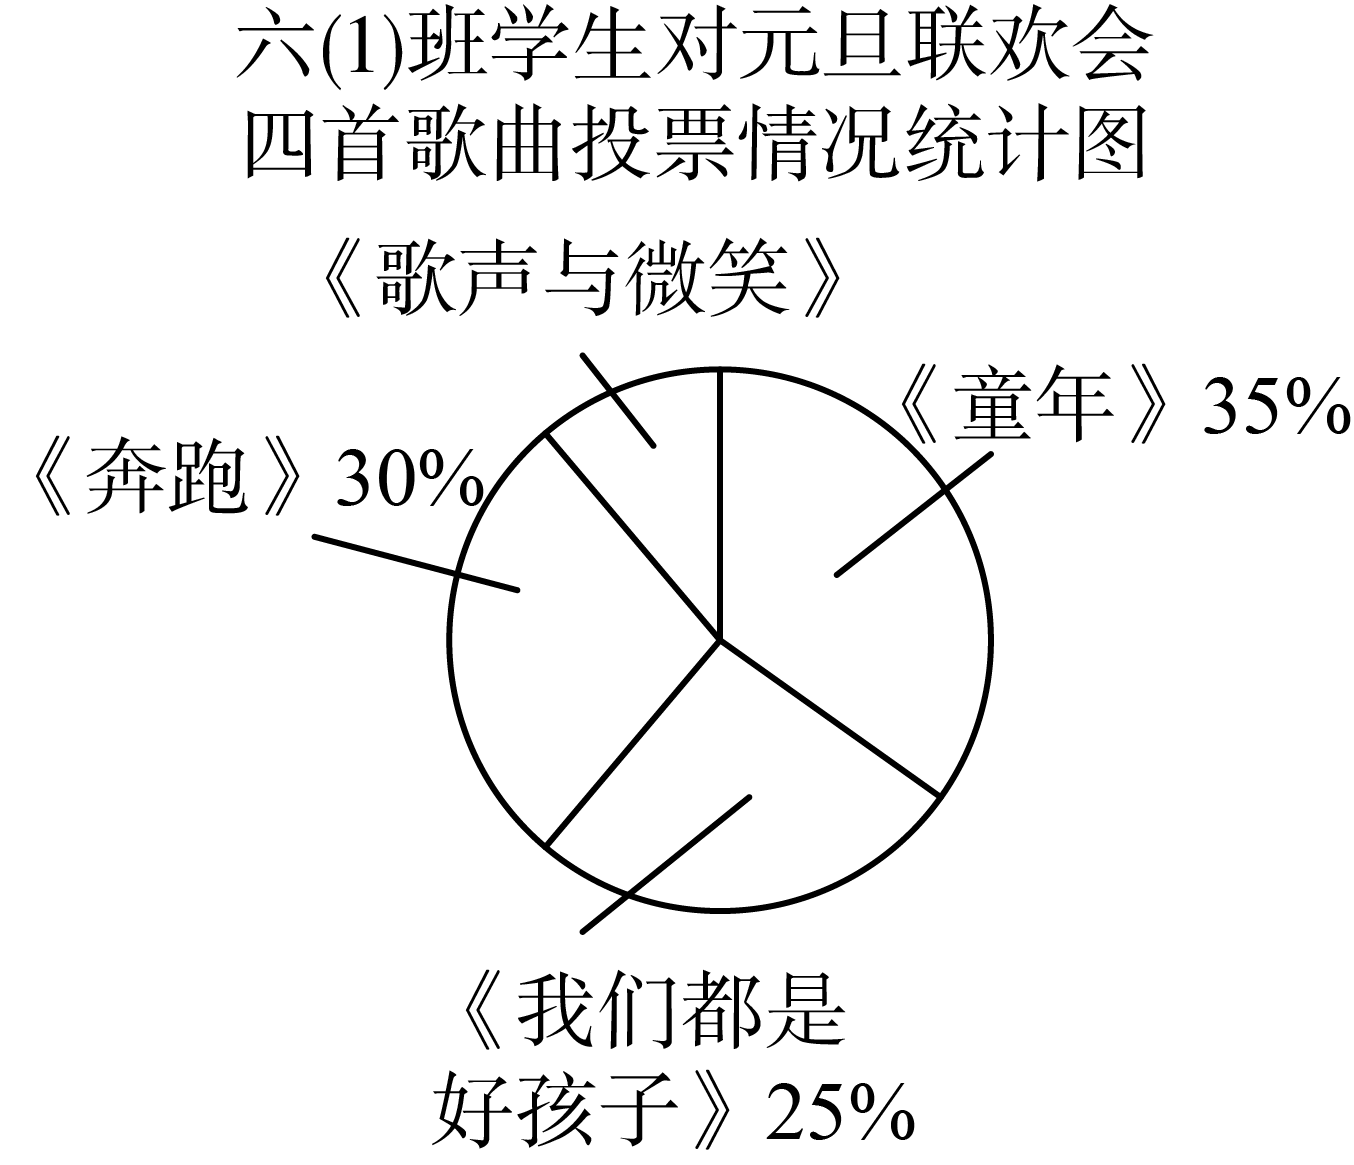 六(1)班学生对元旦联欢会
四首歌曲投票情况统计图
《歌声与微笑》
《童年》35%
《奔跑》30%
《我们都是
好孩子》25%